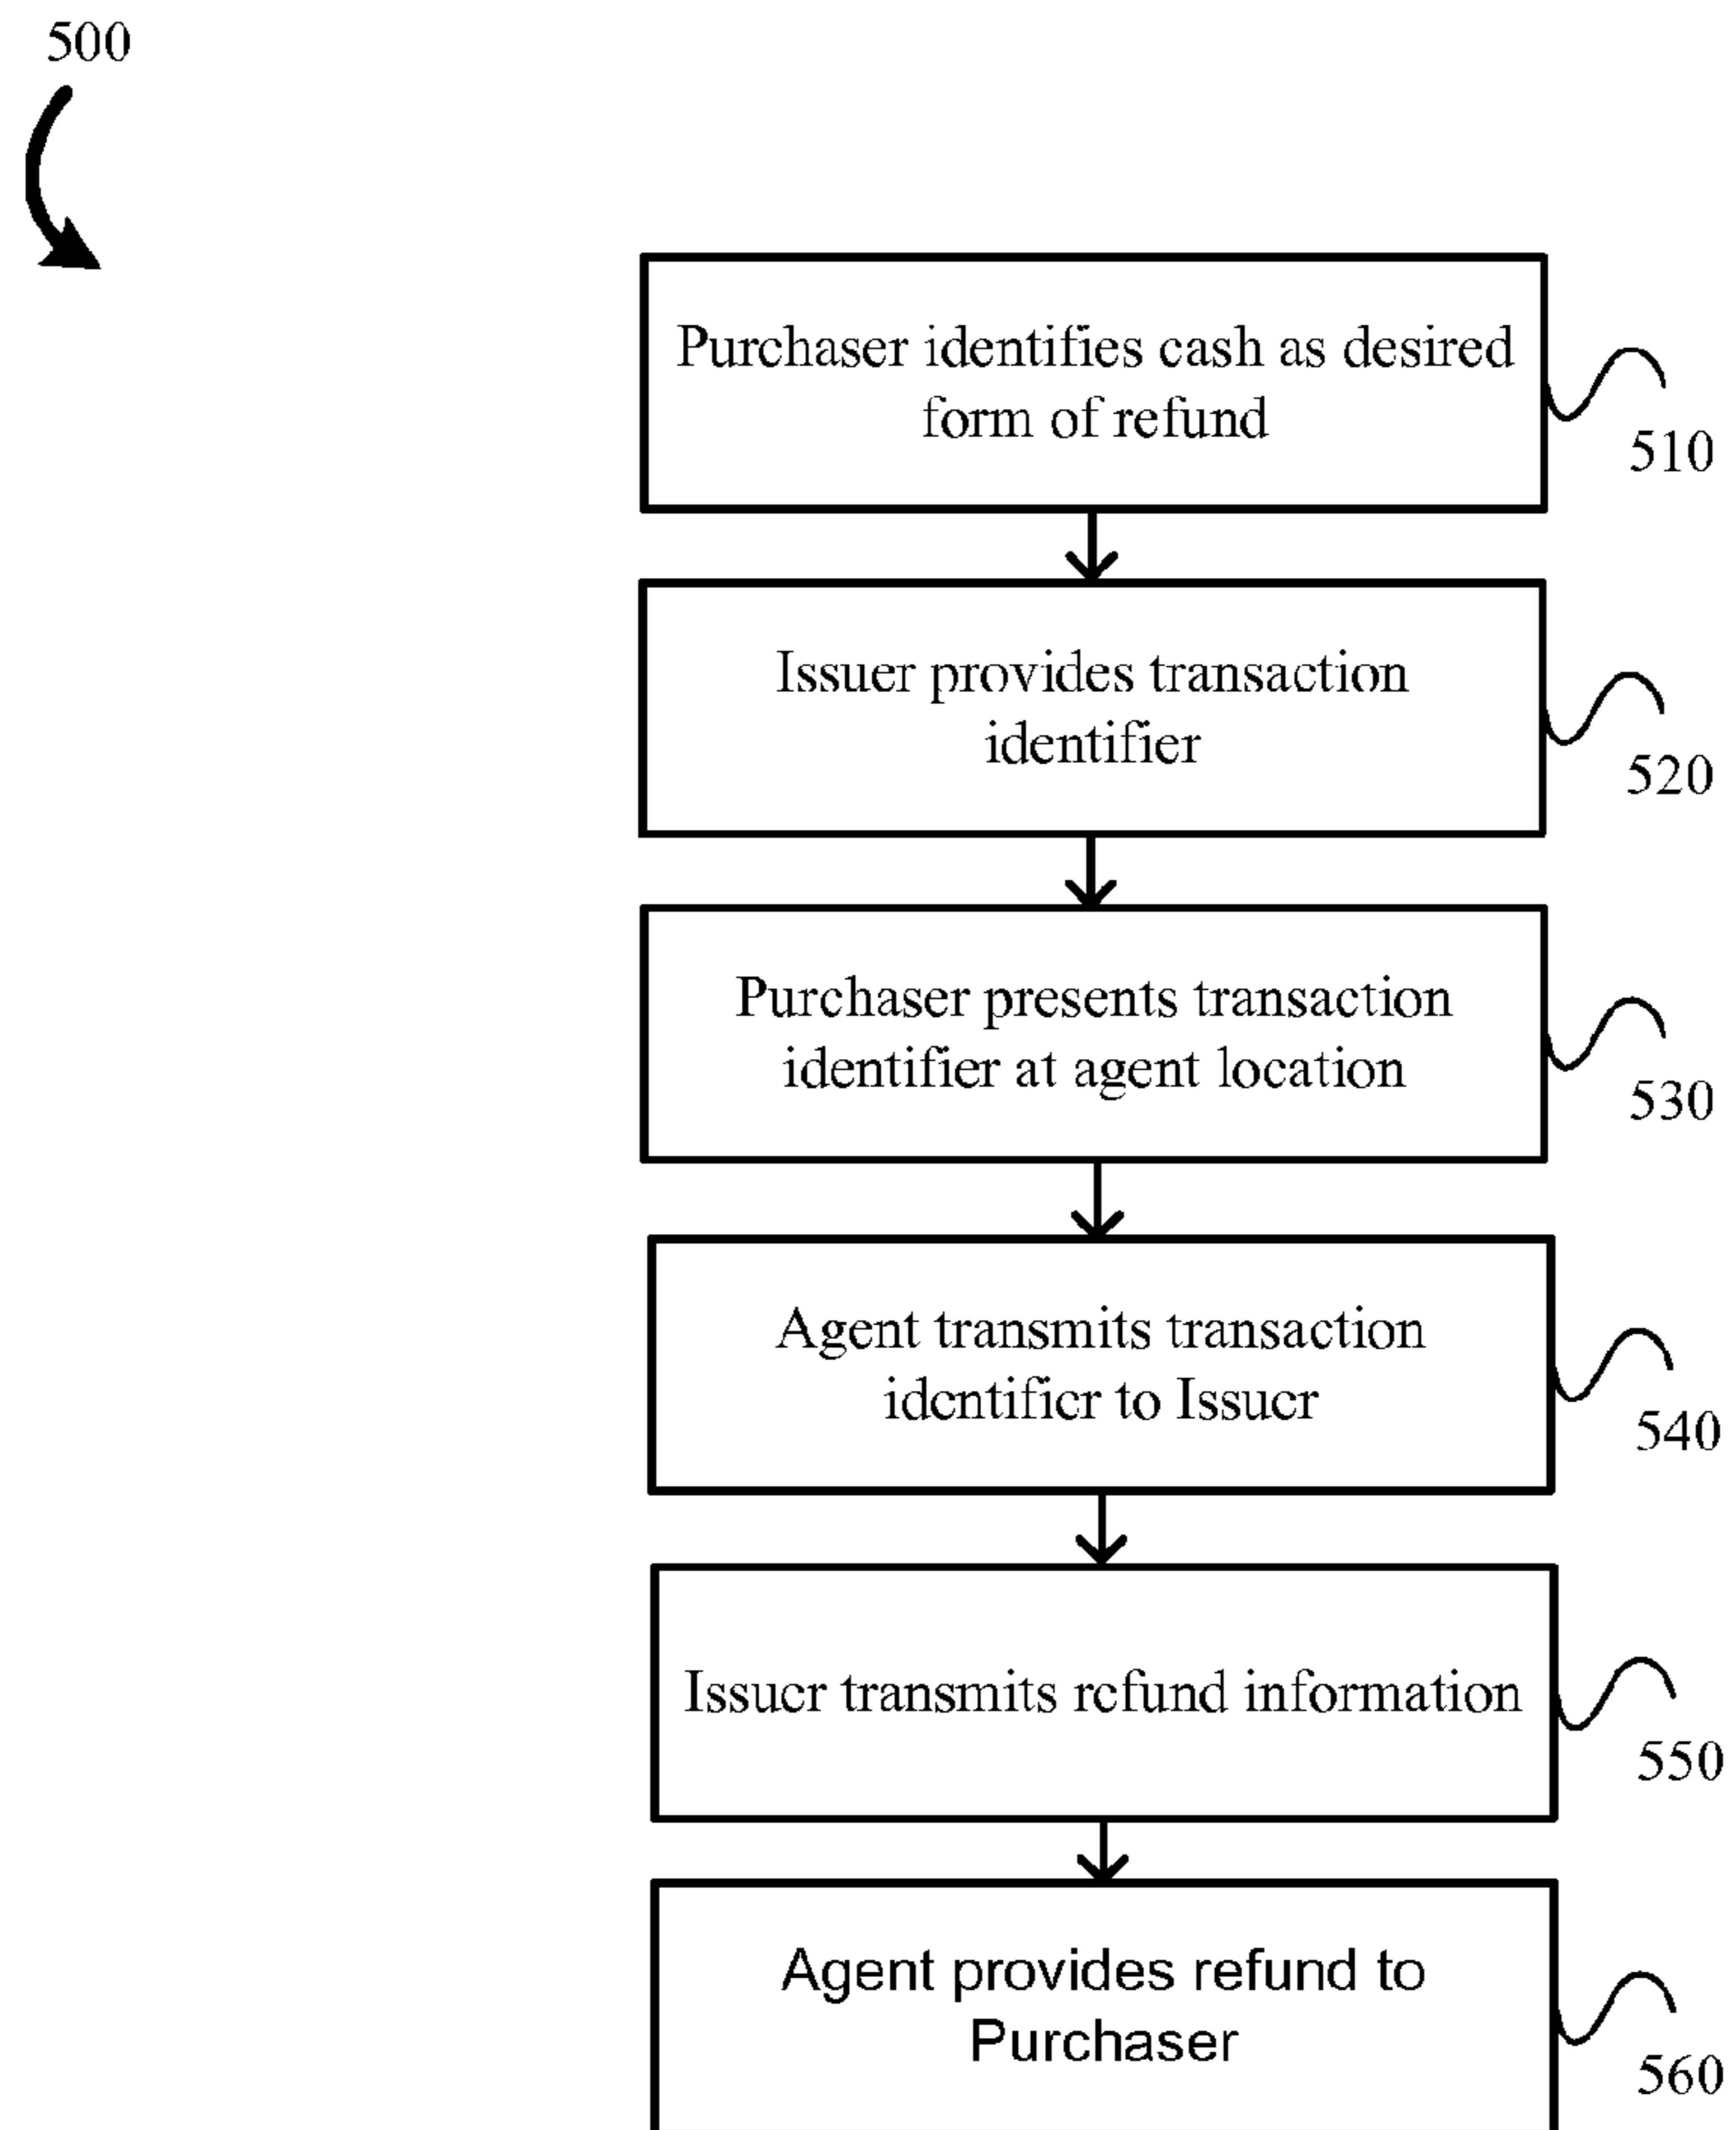 500
Purchaser identifies cash as desired
form of refund
510
Issuer provides transaction
identifier
520
Purchaser presents transaction
identifier at agent location
530
Agent transmits transaction
identifier to Issuer
540
Issuer transmits refund information
550
Agent provides refund to
Purchaser
560